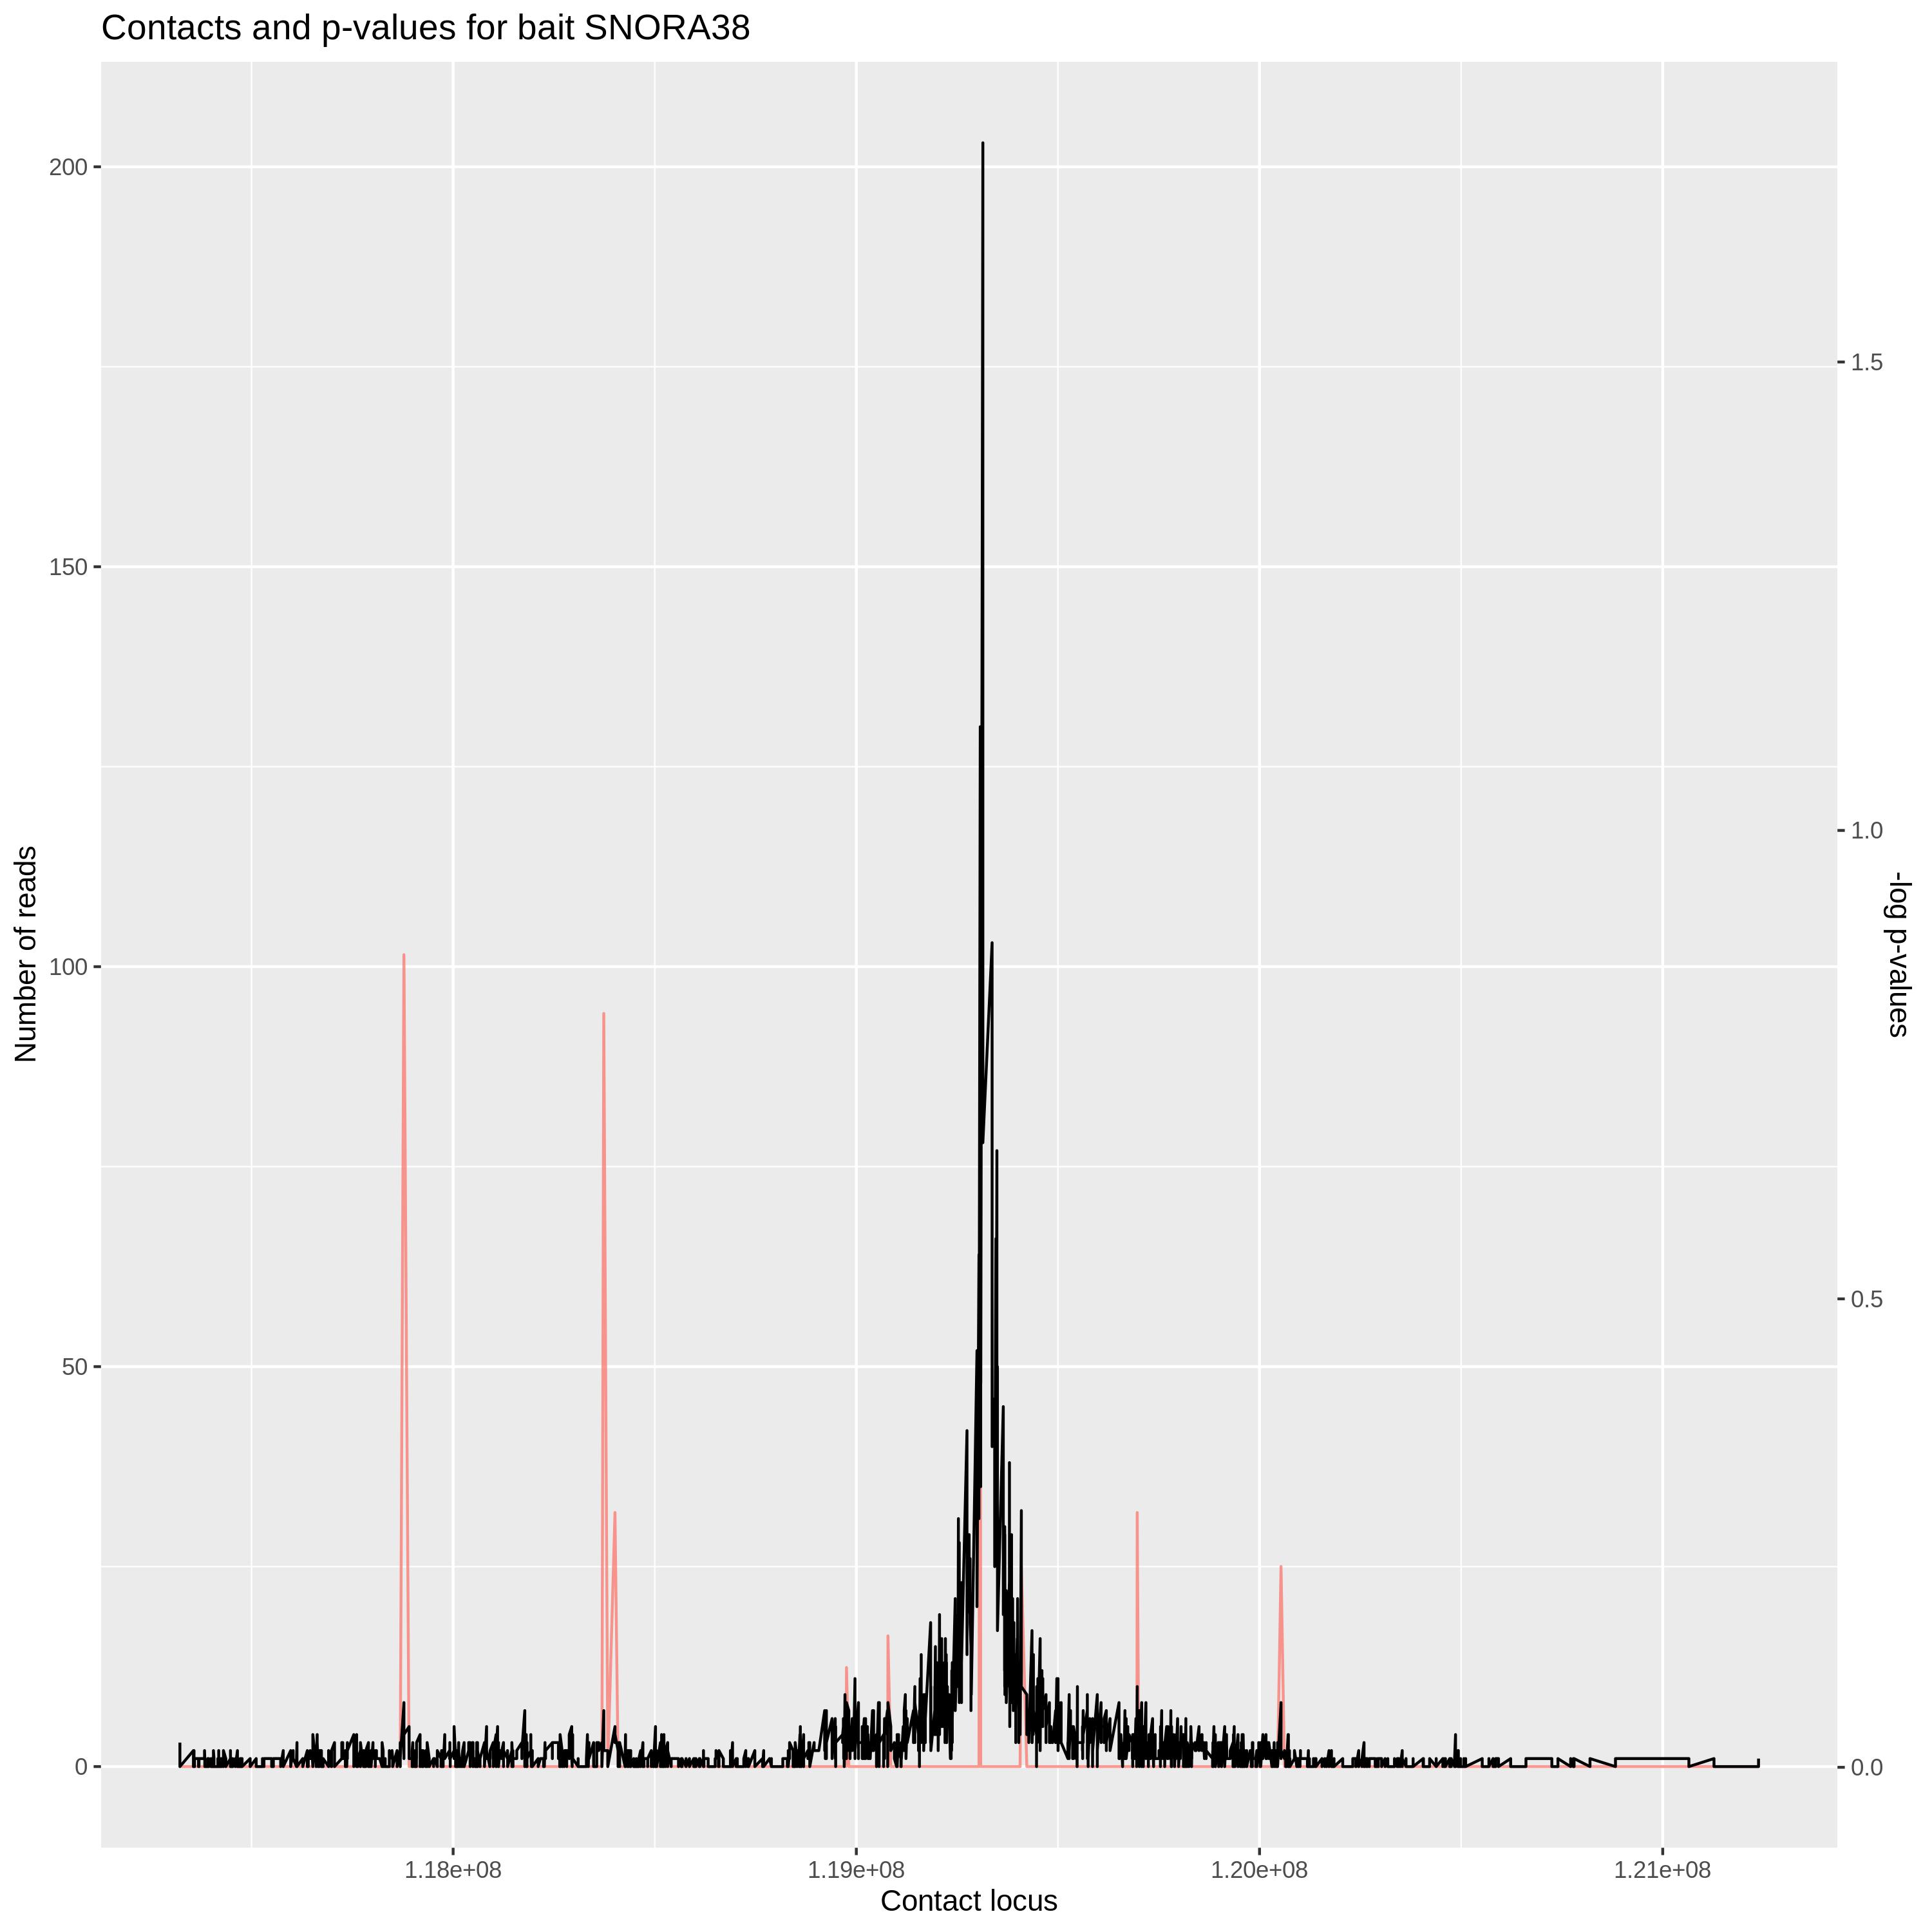 Contacts and p-values for bait SNORA38
200
150
100
50
0
Number of reads
1.5
1.0
0.5
0.0
-log p-values
1.18e+08
1.19e+08
1.20e+08
1.21e+08
Contact locus